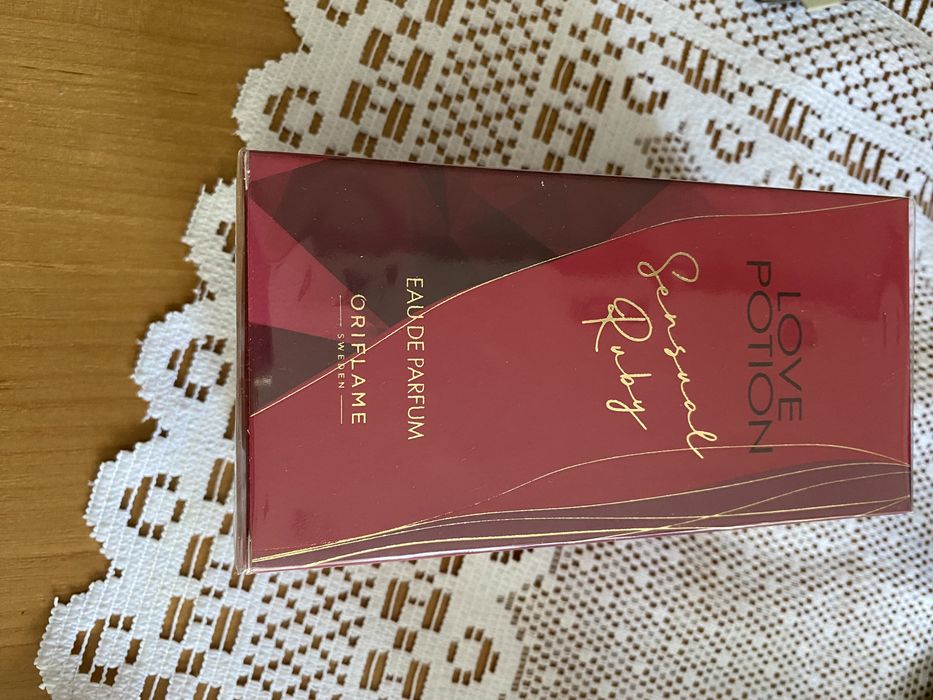 LOVE
POTION
Sensual
Ruby
EAU DE PARFUM
ORIFLAME
SWEDEN